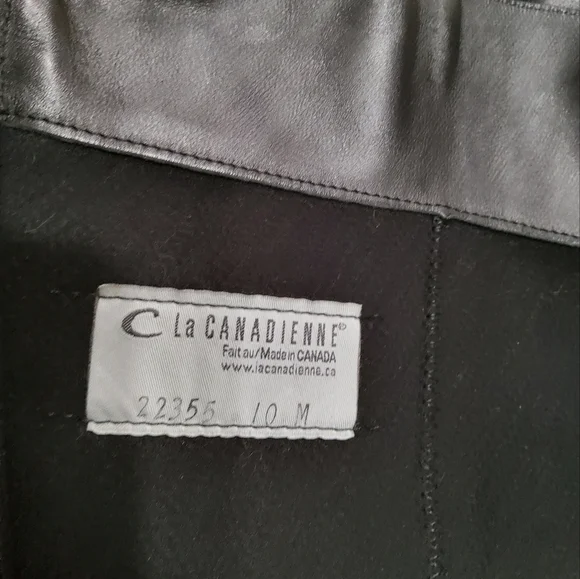 La CANADIENNE®
Fait au/Made in CANADA
www.lacanadienne.ca
22355 10 M